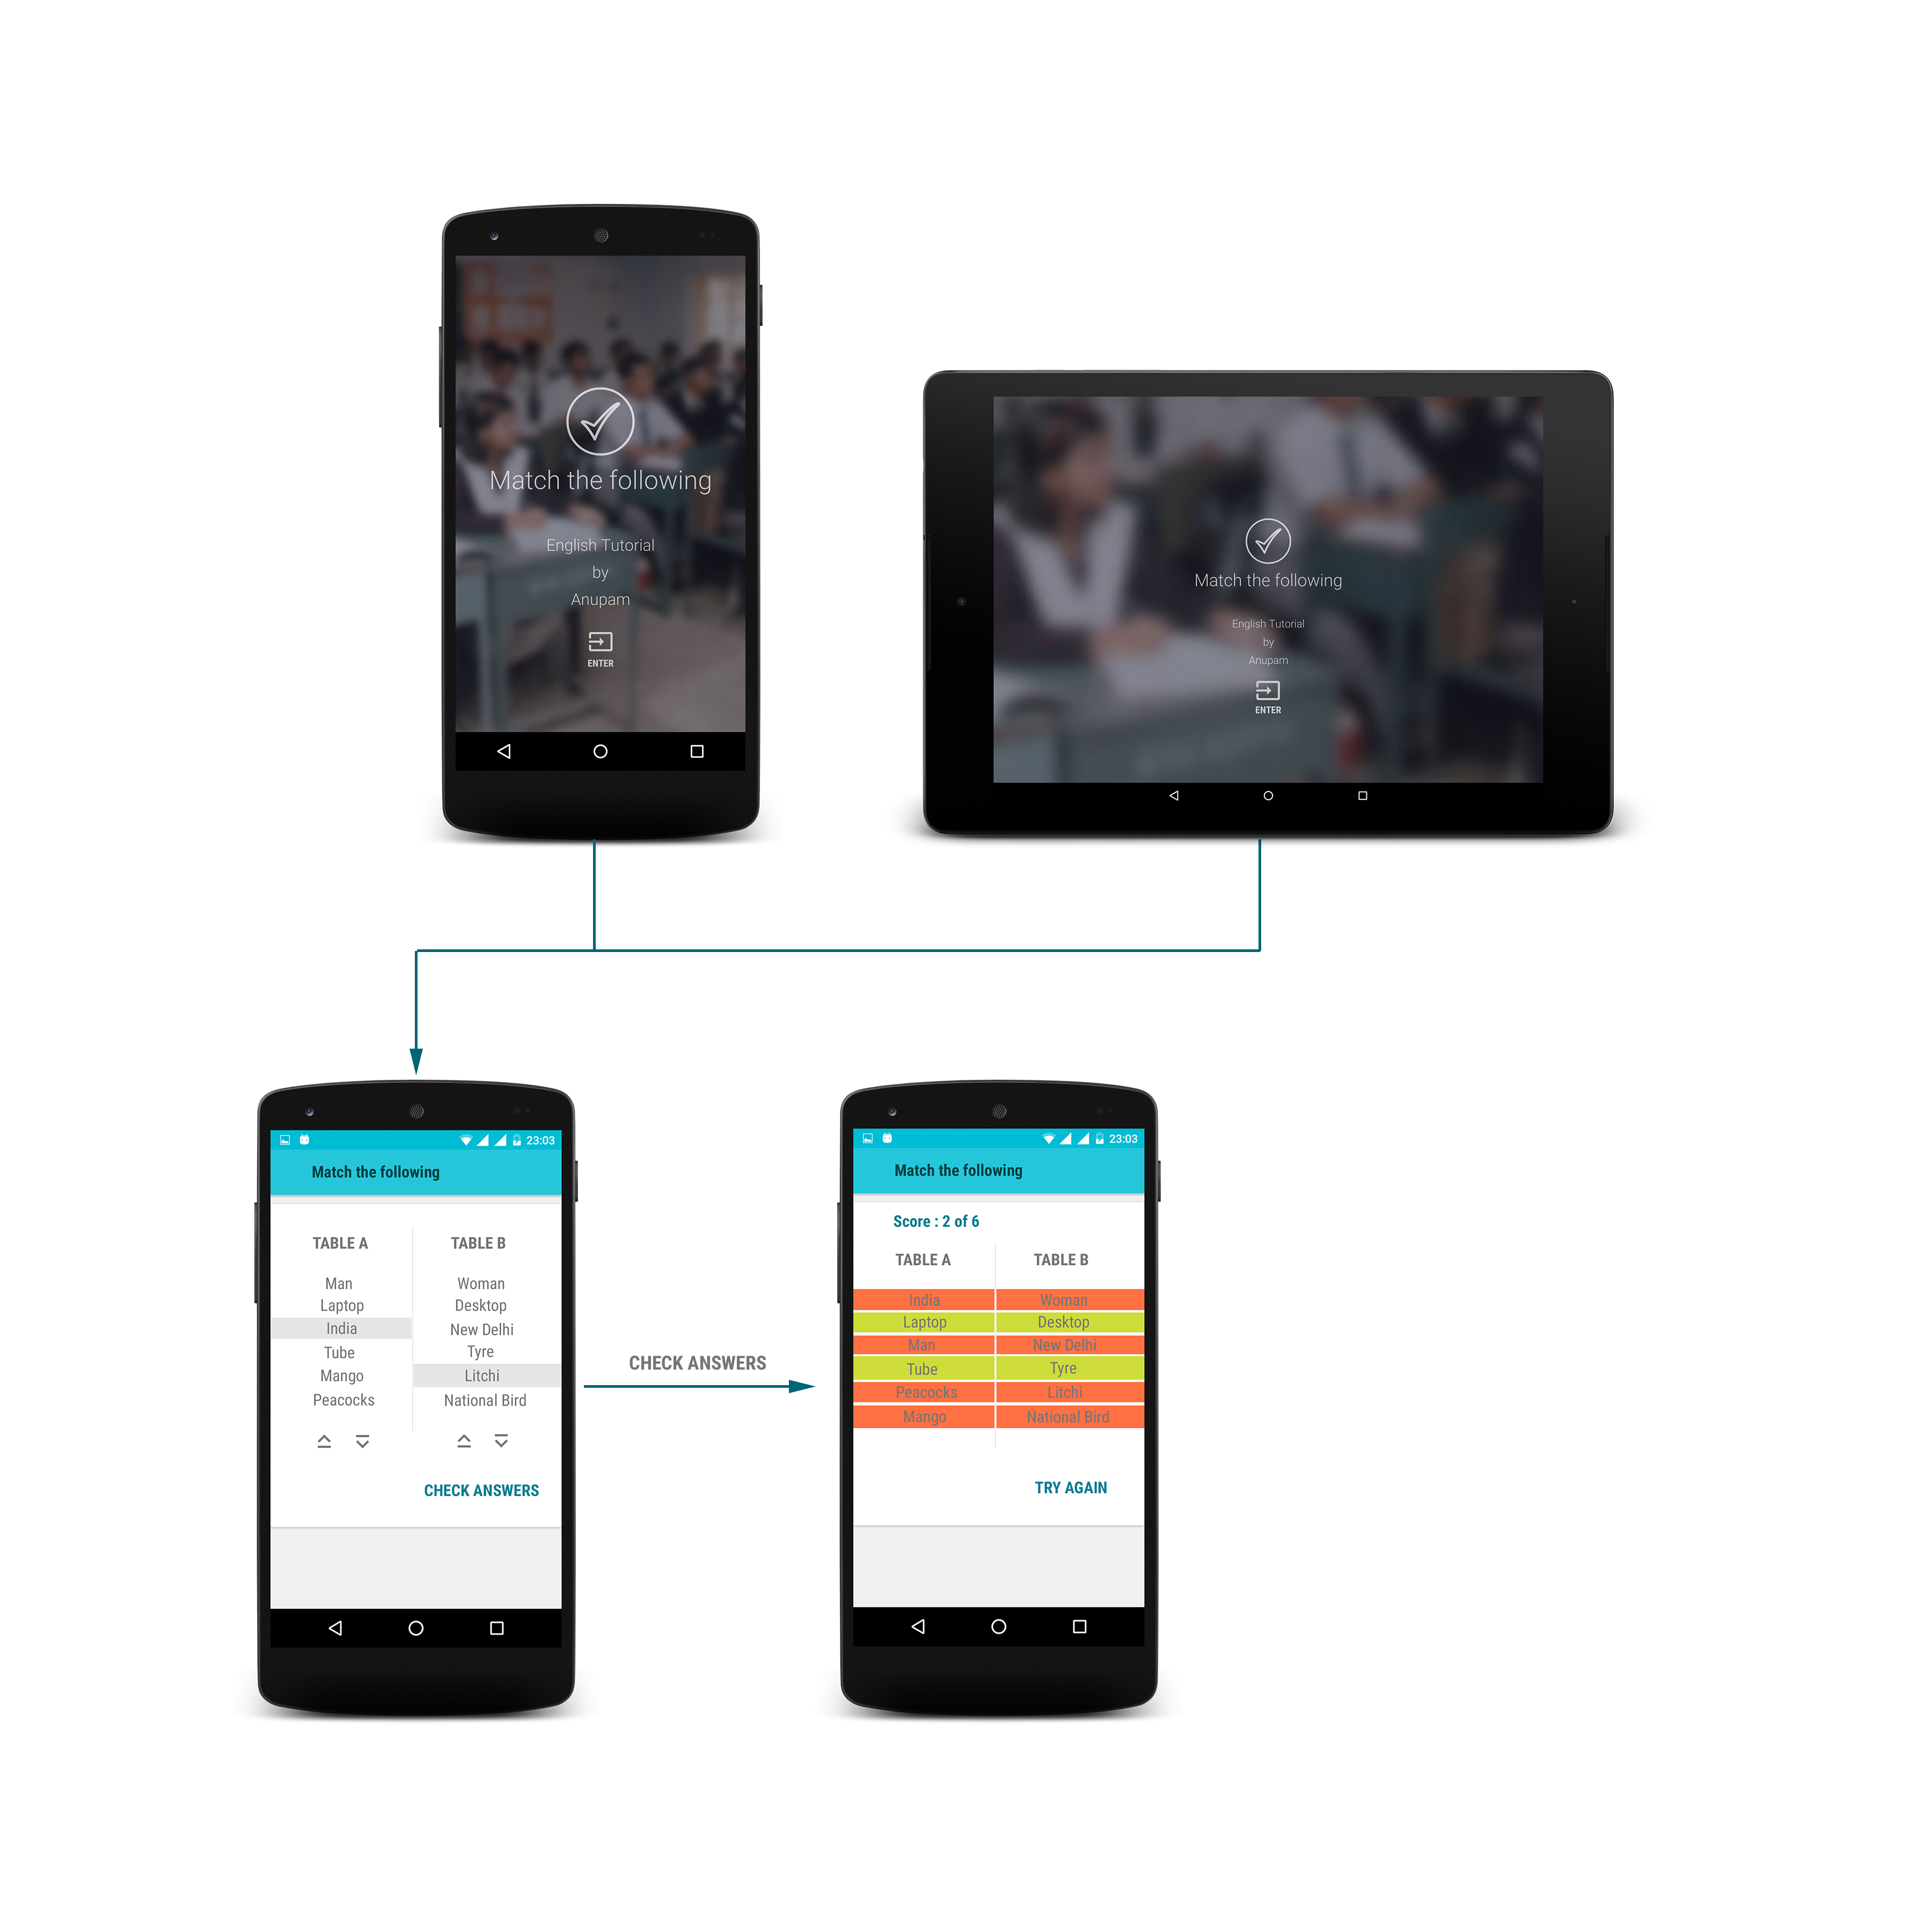 Match the following
English Tutorial
by
Anupam
ENTER
Match the following
English Tutorial
by
Anupam
ENTER
23:03
Match the following
TABLE A TABLE B
Man Woman
Laptop Desktop
India New Delhi
Tube Tyre
Mango Litchi
Peacocks National Bird
CHECK ANSWERS
CHECK ANSWERS
23:03
Match the following
Score : 2 of 6
TABLE A TABLE B
India Woman
Laptop Desktop
Man New Delhi
Tube Tyre
Peacocks Litchi
Mango National Bird
TRY AGAIN